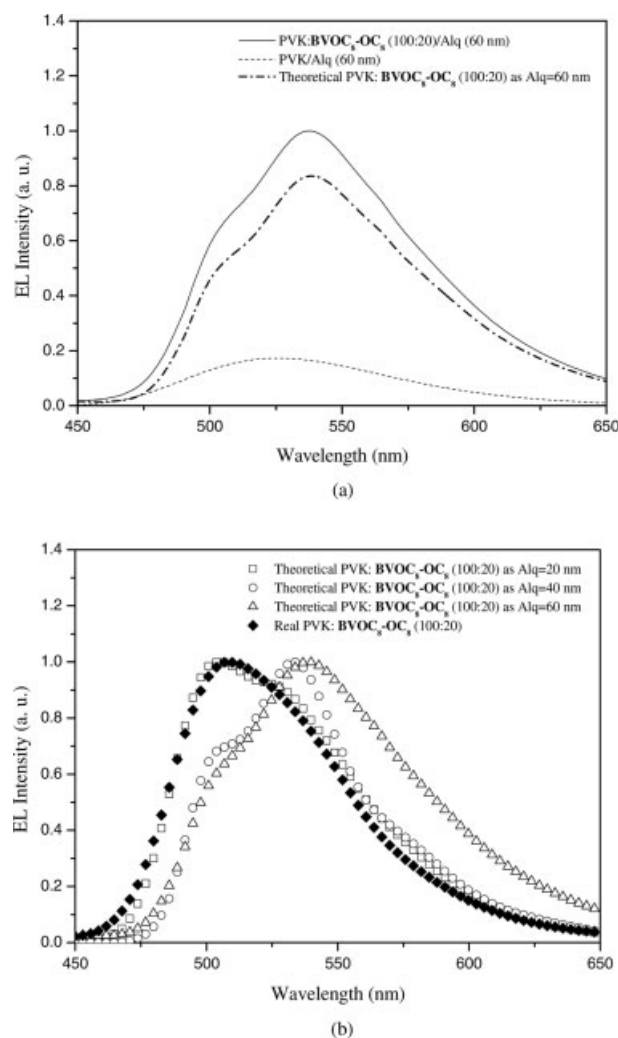 1.4
1.2
1.0
0.8
0.6
0.4
0.2
0.0
EL Intensity (a. u.)
PVK:BVOC₈-OC₈ (100:20)/Alq (60 nm)
PVK/Alq (60 nm)
Theoretical PVK: BVOC₈-OC₈ (100:20) as Alq=60 nm
450 500 550 600 650
Wavelength (nm)
(a)
1.4
1.2
1.0
0.8
0.6
0.4
0.2
0.0
EL Intensity (a. u.)
Theoretical PVK: BVOC₈-OC₈ (100:20) as Alq=20 nm
Theoretical PVK: BVOC₈-OC₈ (100:20) as Alq=40 nm
Theoretical PVK: BVOC₈-OC₈ (100:20) as Alq=60 nm
Real PVK: BVOC₈-OC₈ (100:20)
450 500 550 600 650
Wavelength (nm)
(b)